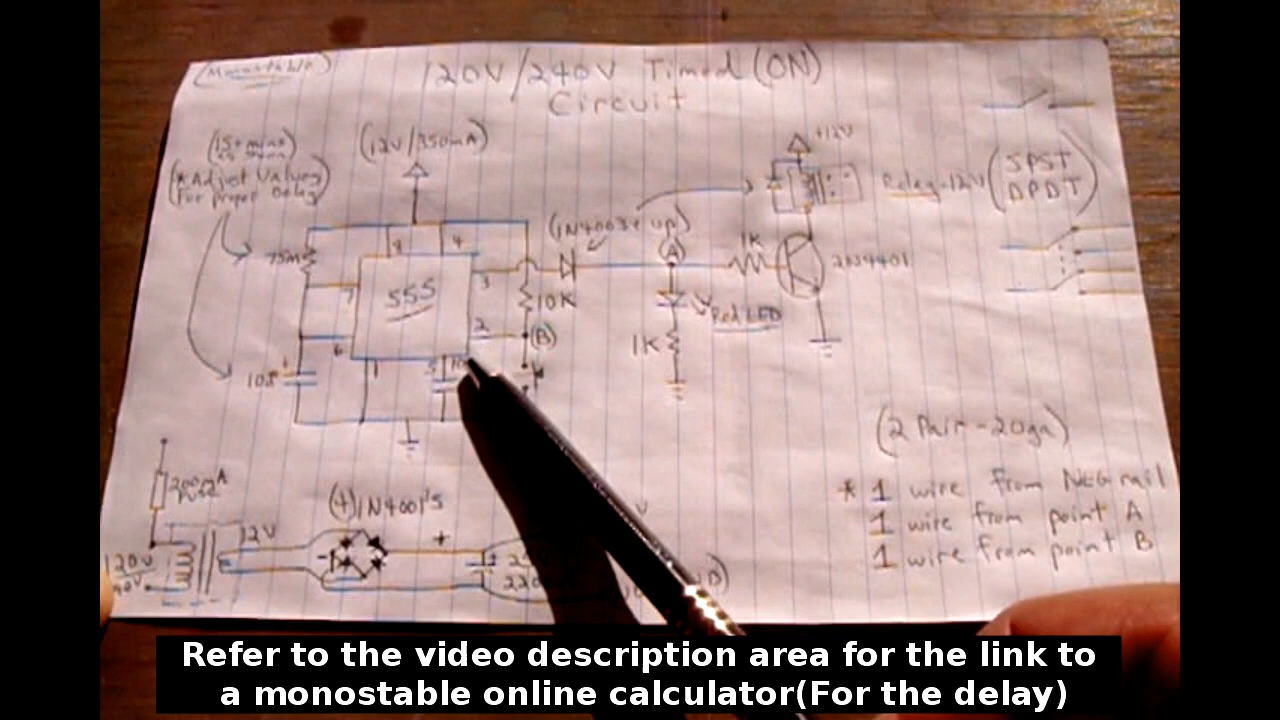 (Monostable)
120V/240V Timed (ON)
Circuit
(15+ mins
(*Adjust Values
For proper Delay)
(12V/350mA)
+12V
Relay-12V
(SPST
DPDT)
(1N4003 & up)
(A)
1K
2N4401
75m
8
4
3
7
555
10K
2
(B)
6
1
5
Red LED
1K
(2 Pair-20ga)
* 1 wire from NEG rail
1 wire from point A
1 wire from point B
(4) 1N4001's
12V
+
120V
Refer to the video description area for the link to
a monostable online calculator(For the delay)